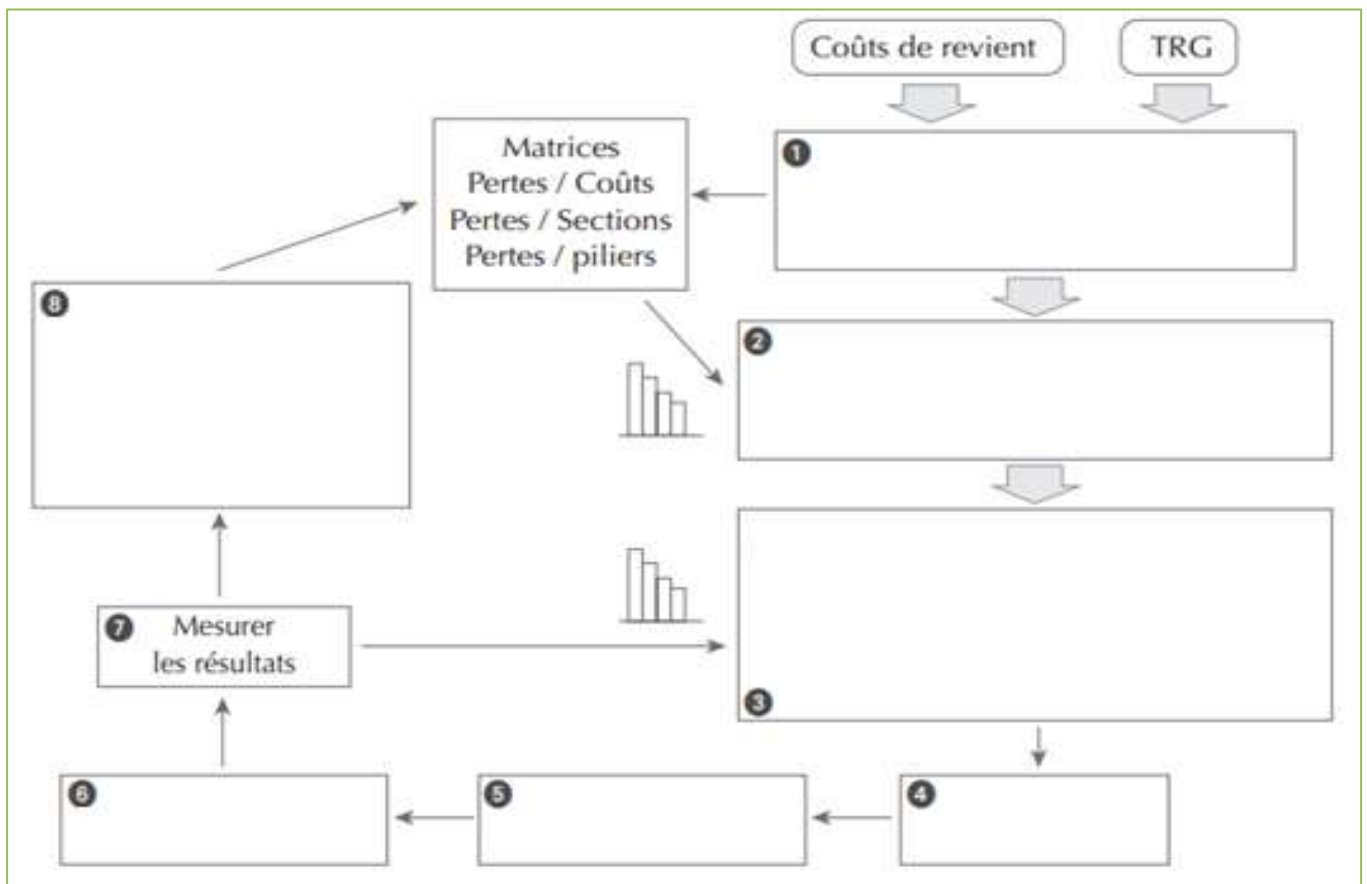 Coûts de revient
TRG
Matrices
Pertes / Coûts
Pertes / Sections
Pertes / piliers
1
2
3
4
5
6
7 Mesurer
les résultats
8